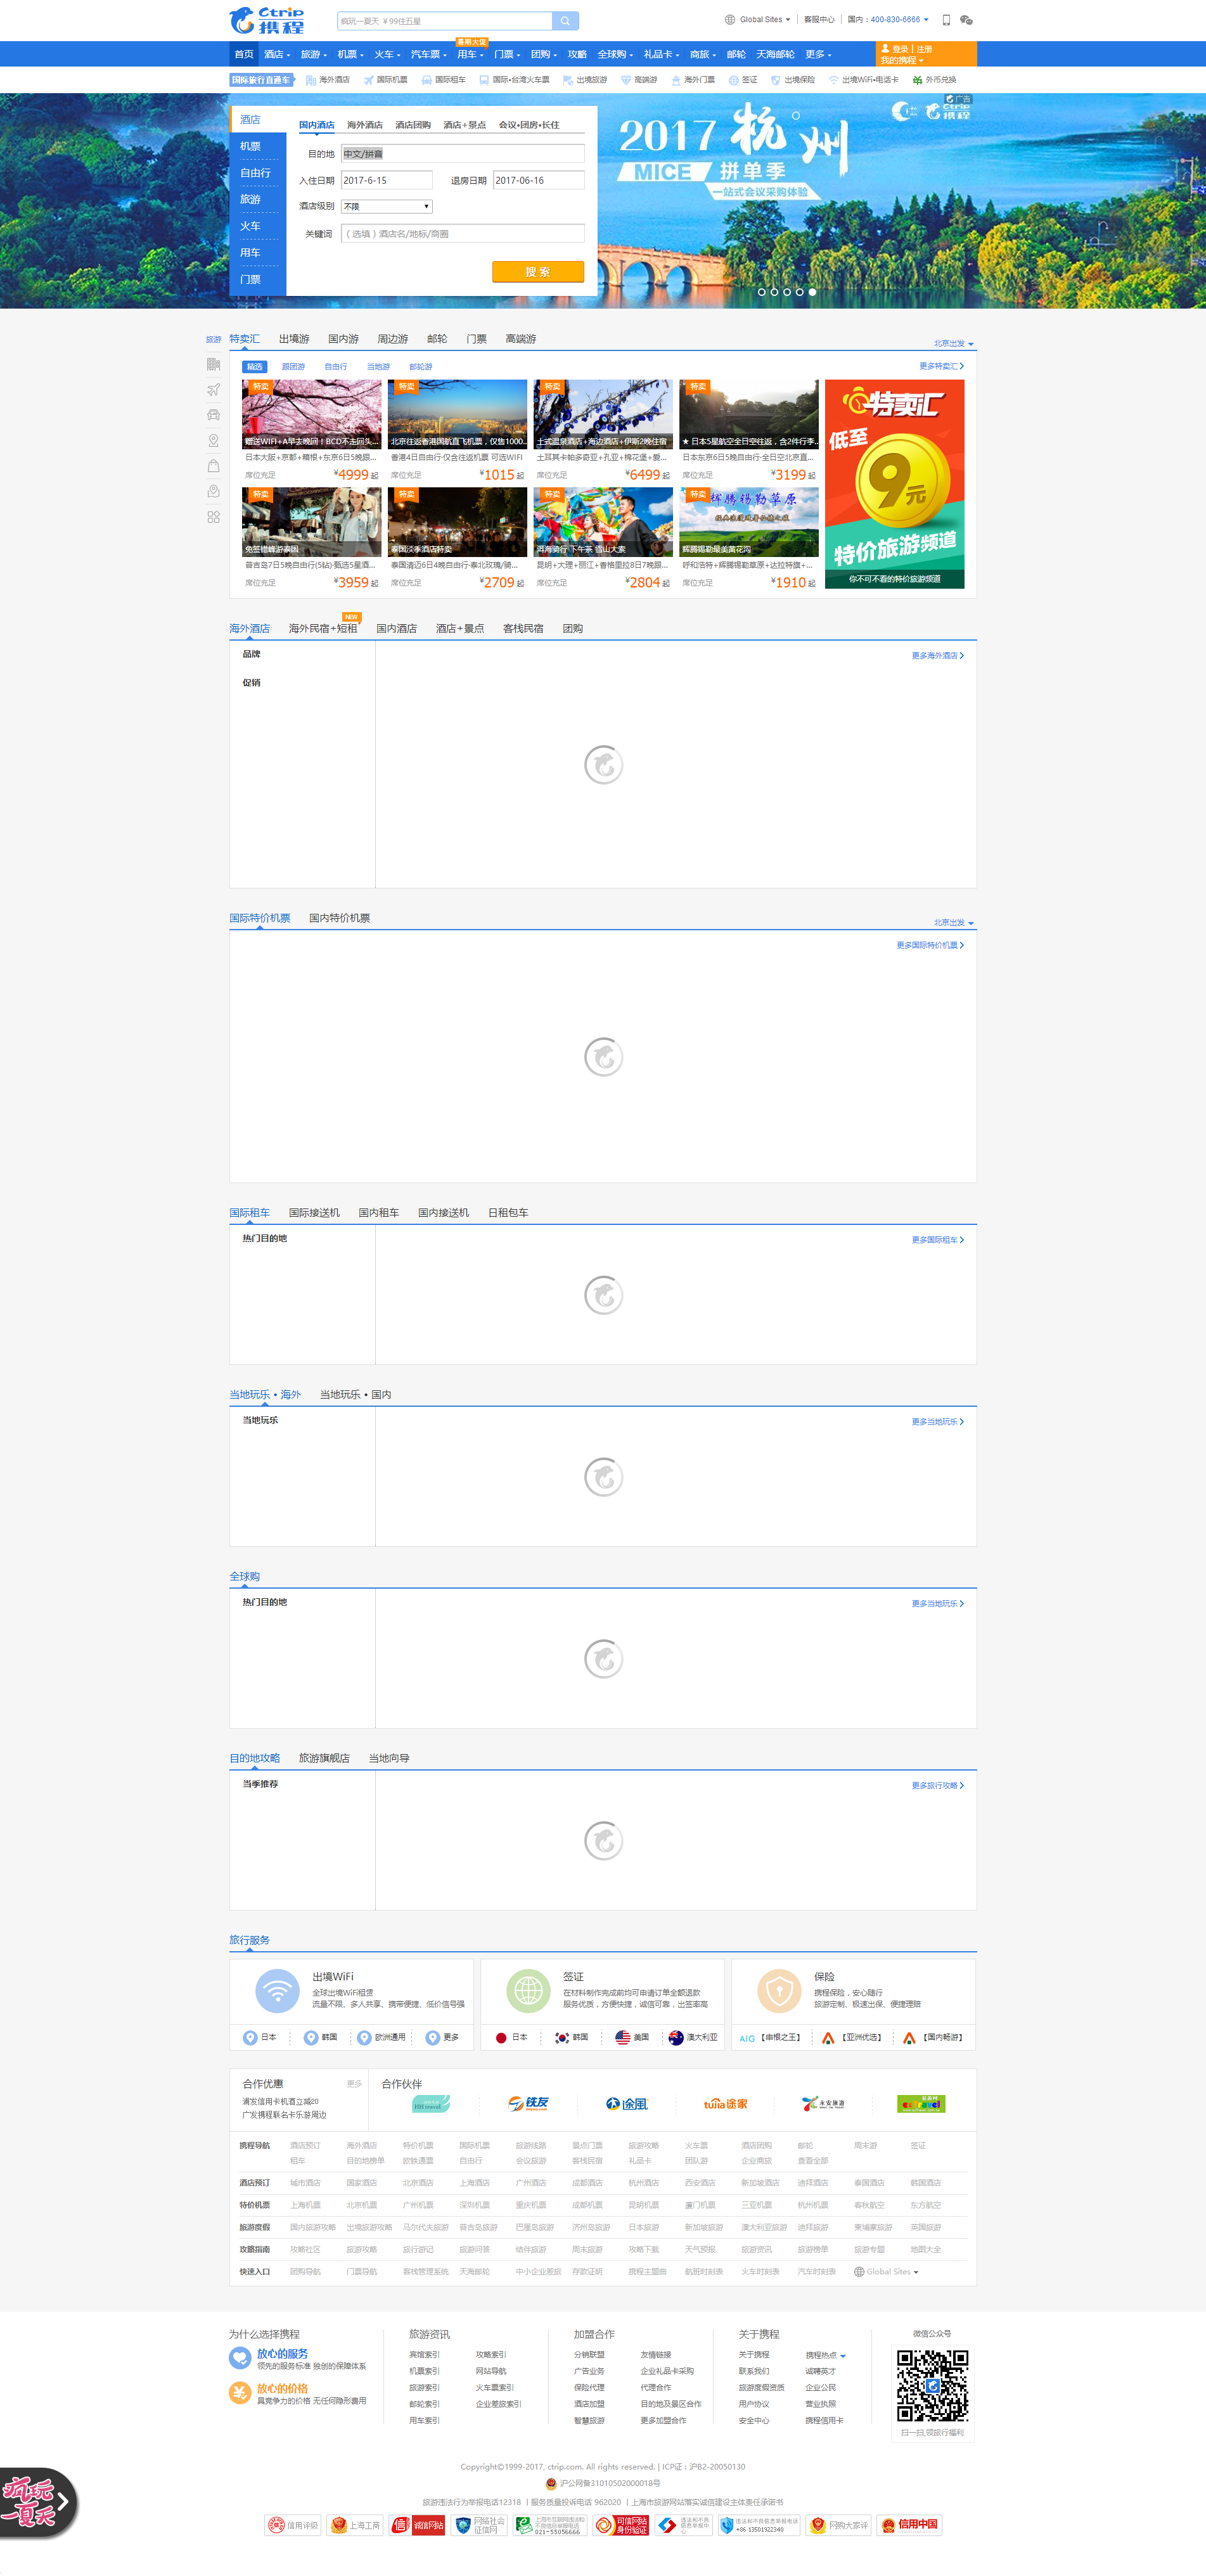 Ctrip 携程
疯玩一夏天 ￥99住五星
Global Sites 客服中心 国内：400-830-6666
首页 酒店 旅游 机票 火车 汽车票 用车 门票 团购 攻略 全球购 礼品卡 商旅 邮轮 天海邮轮 更多
暑期大促
登录 | 注册
我的携程
国际旅行直通车 海外酒店 国际机票 国际租车 国际•台湾火车票 出境旅游 高端游 海外门票 签证 出境保险 出境WiFi•电话卡 外币兑换
酒店
机票
自由行
旅游
火车
用车
门票
国内酒店 海外酒店 酒店团购 酒店+景点 会议•团房•长住
目的地 中文/拼音
入住日期 2017-6-15 退房日期 2017-06-16
酒店级别 不限
关键词 （选填）酒店名/地标/商圈
搜索
广告
Ctrip 携程
2017 杭州
MICE 拼单季
一站式会议采购体验
旅游
特卖汇 出境游 国内游 周边游 邮轮 门票 高端游
北京出发
精选 跟团游 自由行 当地游 邮轮游
更多特卖汇
特卖 特卖 特卖 特卖
赠送WIFI+A早去晚回！BCD不走回头...
日本大阪+京都+箱根+东京6日5晚跟...
席位充足 ¥4999起
北京往返香港国航直飞机票，仅售1000...
香港4日自由行·仅含往返机票 可选WIFI
席位充足 ¥1015起
土式温泉酒店+海边酒店+伊斯2晚住宿
土耳其卡帕多奇亚+孔亚+棉花堡+爱...
席位充足 ¥6499起
★ 日本5星航空全日空往返，含2件行李...
日本东京6日5晚自由行·全日空北京直...
席位充足 ¥3199起
特卖 特卖 特卖 特卖
免签错峰游泰国
普吉岛7日5晚自由行(5钻)·甄选5星酒...
席位充足 ¥3959起
泰国淡季酒店特卖
泰国清迈6日4晚自由行·泰北玫瑰/骑...
席位充足 ¥2709起
洱海骑行 下午茶 雪山大索
昆明+大理+丽江+香格里拉8日7晚跟...
席位充足 ¥2804起
辉腾锡勒草原
辉腾锡勒最美黄花沟
呼和浩特+辉腾锡勒草原+达拉特旗+...
席位充足 ¥1910起
特卖汇
低至
9元
特价旅游频道
你不可不看的特价旅游频道
NEW
海外酒店 海外民宿+短租 国内酒店 酒店+景点 客栈民宿 团购
品牌
促销
更多海外酒店
国际特价机票 国内特价机票
北京出发
更多国际特价机票
国际租车 国际接送机 国内租车 国内接送机 日租包车
热门目的地
更多国际租车
当地玩乐•海外 当地玩乐•国内
当地玩乐
更多当地玩乐
全球购
热门目的地
更多当地玩乐
目的地攻略 旅游旗舰店 当地向导
当季推荐
更多旅行攻略
旅行服务
出境WiFi
全球出境WiFi租赁
流量不限、多人共享、携带便捷、低价信号强
日本 韩国 欧洲通用 更多
签证
在材料制作完成前均可申请订单全额退款
服务优质，方便快捷，诚信可靠，出签率高
日本 韩国 美国 澳大利亚
保险
携程保险，安心随行
旅游定制、极速出保、便捷理赔
AIG 【申根之王】 【亚洲优选】 【国内畅游】
合作优惠 更多
浦发信用卡机酒立减20
广发携程联名卡乐游周边
合作伙伴
HHtravel 铁友 途風 tujia途家 永安旅游
携程导航 酒店预订 海外酒店 特价机票 国际机票 旅游线路 景点门票 旅游攻略 火车票 酒店团购 邮轮 周末游 签证
租车 目的地榜单 欧铁通票 自由行 会议旅游 客栈民宿 礼品卡 团队游 企业商旅 查看全部
酒店预订 城市酒店 国家酒店 北京酒店 上海酒店 广州酒店 成都酒店 杭州酒店 西安酒店 新加坡酒店 迪拜酒店 泰国酒店 韩国酒店
特价机票 上海机票 北京机票 广州机票 深圳机票 重庆机票 成都机票 昆明机票 厦门机票 三亚机票 杭州机票 春秋航空 东方航空
旅游度假 国内旅游攻略 出境旅游攻略 马尔代夫旅游 普吉岛旅游 巴厘岛旅游 济州岛旅游 日本旅游 新加坡旅游 澳大利亚旅游 迪拜旅游 柬埔寨旅游 英国旅游
攻略指南 攻略社区 旅游攻略 旅行游记 旅游问答 结伴旅游 周末旅游 攻略下载 天气预报 旅游资讯 旅游榜单 旅游专题 地图大全
快速入口 团购导航 门票导航 客栈管理系统 天海邮轮 中小企业差旅 存款证明 携程主题曲 航班时刻表 火车时刻表 汽车时刻表 Global Sites
为什么选择携程
放心的服务
领先的服务标准 独创的保障体系
放心的价格
具竞争力的价格 无任何隐形费用
旅游资讯
宾馆索引 攻略索引
机票索引 网站导航
旅游索引 火车票索引
邮轮索引 企业差旅索引
用车索引
加盟合作
分销联盟 友情链接
广告业务 企业礼品卡采购
保险代理 代理合作
酒店加盟 目的地及景区合作
智慧旅游 更多加盟合作
关于携程
关于携程 携程热点
联系我们 诚聘英才
旅游度假资质 企业公民
用户协议 营业执照
安全中心 携程信用卡
微信公众号
扫一扫,领旅行福利
疯玩一夏天
Copyright©1999-2017, ctrip.com. All rights reserved. | ICP证：沪B2-20050130
沪公网备31010502000018号
旅游违法行为举报电话12318 | 服务质量投诉电话 962020 | 上海市旅游网站落实诚信建设主体责任承诺书
信用评级 上海工商 诚信网站 网络社会征信网 021-55056666 可信网站身份验证 +86 13501922340 网购大家评 信用中国